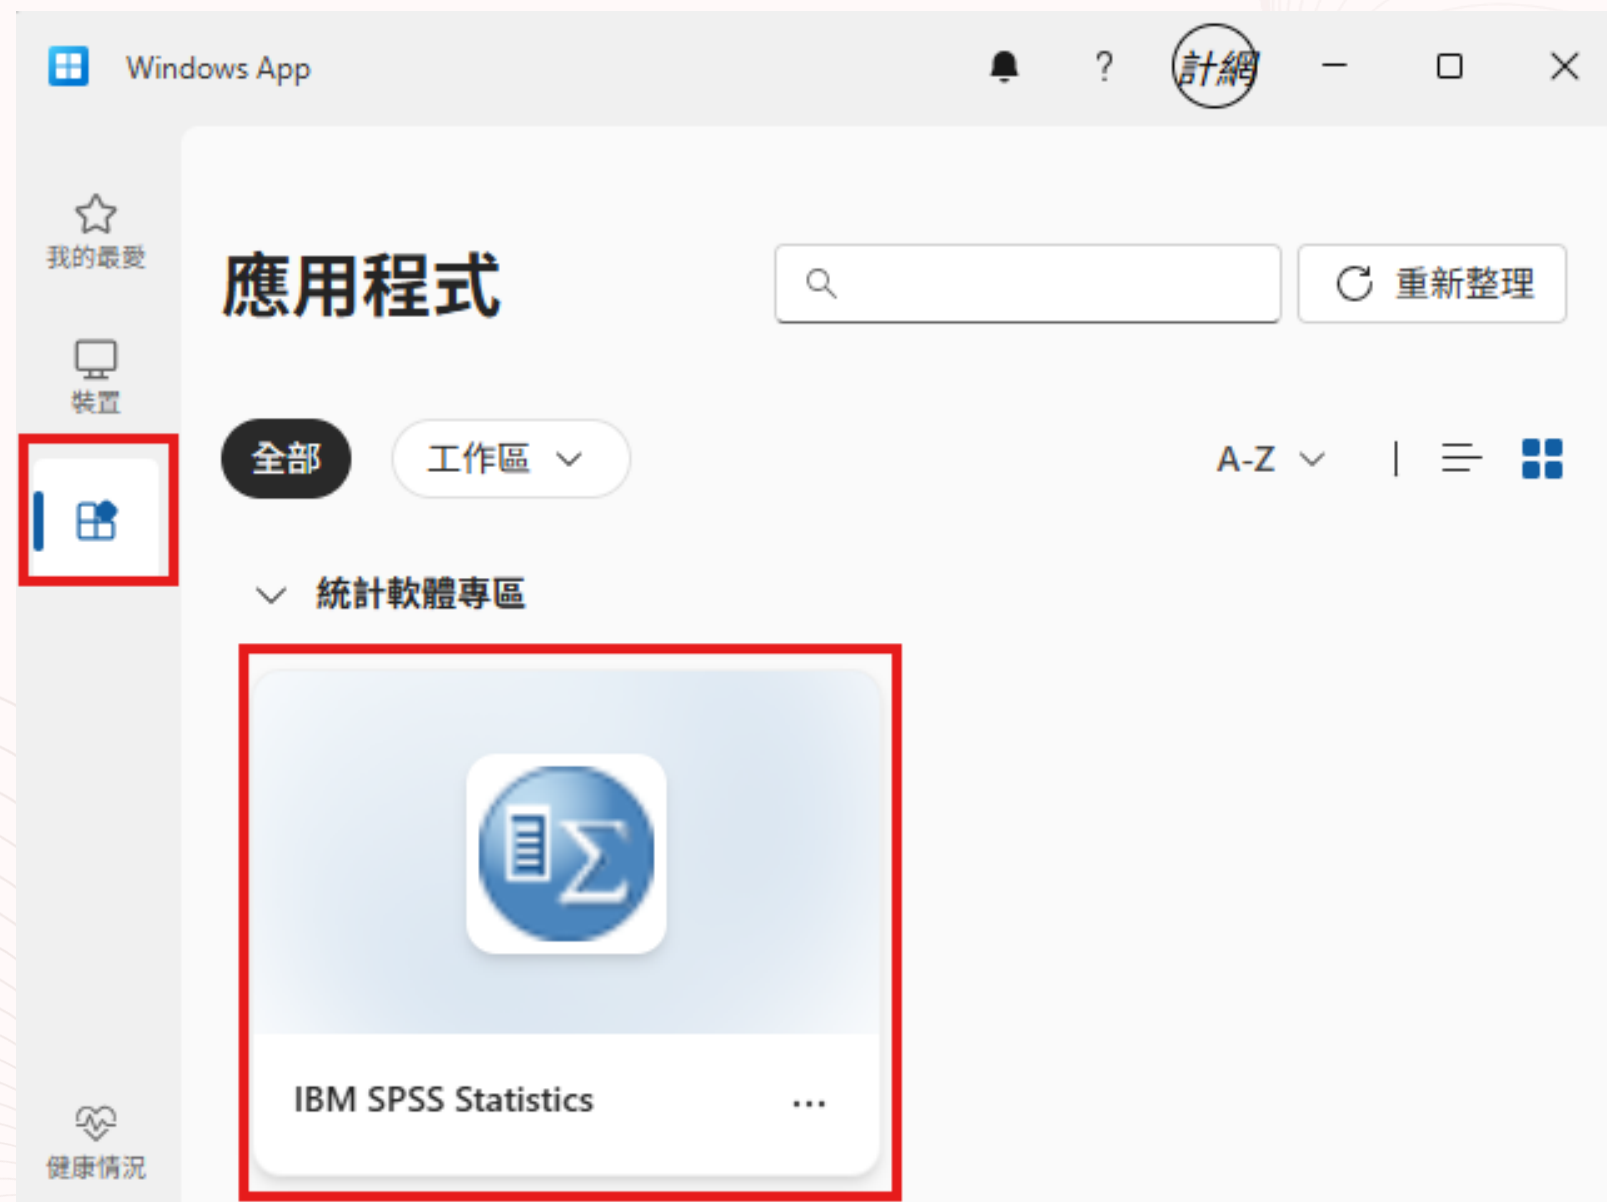 Windows App
?
計網
我的最愛
應用程式
重新整理
裝置
全部
工作區
A-Z
統計軟體專區
IBM SPSS Statistics
...
健康情況